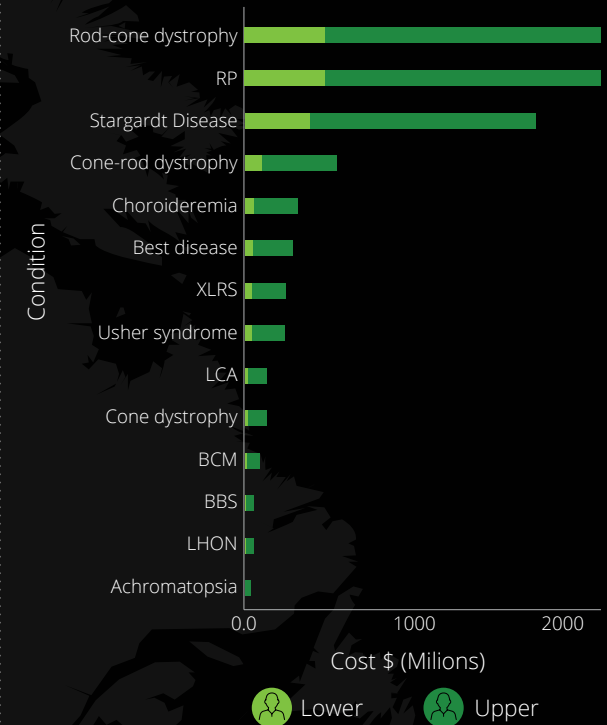 Condition
Rod-cone dystrophy
RP
Stargardt Disease
Cone-rod dystrophy
Choroideremia
Best disease
XLRS
Usher syndrome
LCA
Cone dystrophy
BCM
BBS
LHON
Achromatopsia
0.0 1000 2000
Cost $ (Milions)
Lower Upper